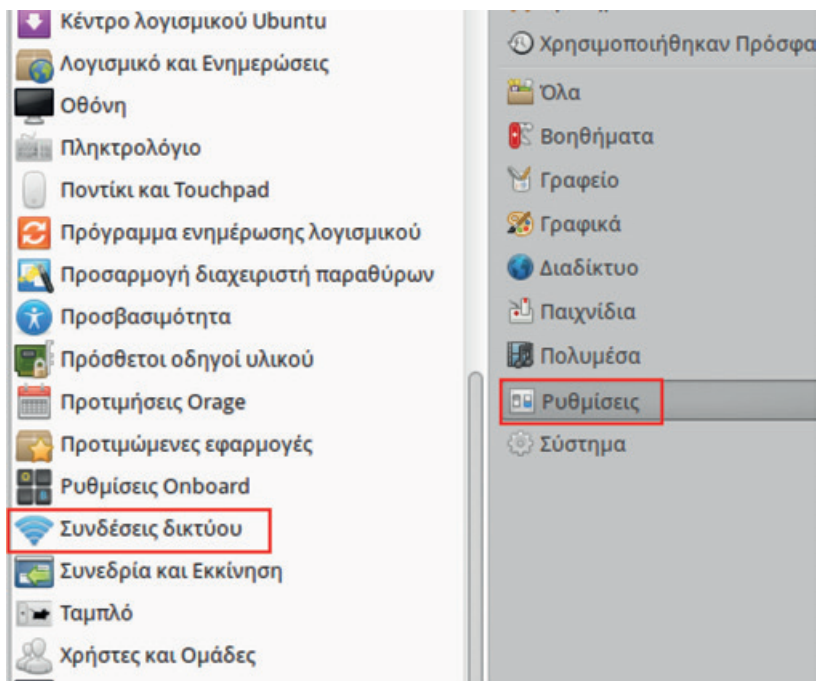 Κέντρο λογισμικού Ubuntu
Λογισμικό και Ενημερώσεις
Οθόνη
Πληκτρολόγιο
Ποντίκι και Touchpad
Πρόγραμμα ενημέρωσης λογισμικού
Προσαρμογή διαχειριστή παραθύρων
Προσβασιμότητα
Πρόσθετοι οδηγοί υλικού
Προτιμήσεις Orage
Προτιμώμενες εφαρμογές
Ρυθμίσεις Onboard
Συνδέσεις δικτύου
Συνεδρία και Εκκίνηση
Ταμπλό
Χρήστες και Ομάδες
Χρησιμοποιήθηκαν Πρόσφα
Όλα
Βοηθήματα
Γραφείο
Γραφικά
Διαδίκτυο
Παιχνίδια
Πολυμέσα
Ρυθμίσεις
Σύστημα